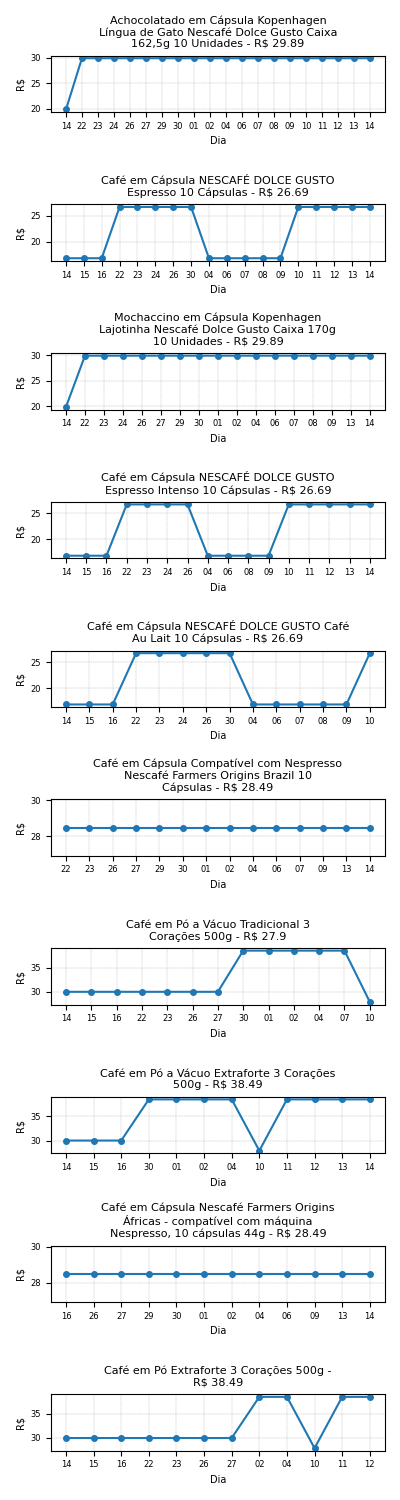 Achocolatado em Cápsula Kopenhagen
Língua de Gato Nescafé Dolce Gusto Caixa
162,5g 10 Unidades - R$ 29.89
30
25
20
R$
14 22 23 24 26 27 29 30 01 02 04 06 07 08 09 10 11 12 13 14
Dia
Café em Cápsula NESCAFÉ DOLCE GUSTO
Espresso 10 Cápsulas - R$ 26.69
25
20
R$
14 15 16 22 23 24 26 30 04 06 07 08 09 10 11 12 13 14
Dia
Mochaccino em Cápsula Kopenhagen
Lajotinha Nescafé Dolce Gusto Caixa 170g
10 Unidades - R$ 29.89
30
25
20
R$
14 22 23 24 26 27 29 30 01 02 04 06 07 08 09 13 14
Dia
Café em Cápsula NESCAFÉ DOLCE GUSTO
Espresso Intenso 10 Cápsulas - R$ 26.69
25
20
R$
14 15 16 22 23 24 26 04 06 08 09 10 11 12 13 14
Dia
Café em Cápsula NESCAFÉ DOLCE GUSTO Café
Au Lait 10 Cápsulas - R$ 26.69
25
20
R$
14 15 16 22 23 24 26 30 04 06 07 08 09 10
Dia
Café em Cápsula Compatível com Nespresso
Nescafé Farmers Origins Brazil 10
Cápsulas - R$ 28.49
30
28
R$
22 23 26 27 29 30 01 02 04 06 09 12 13 14
Dia
Café em Pó a Vácuo Tradicional 3
Corações 500g - R$ 27.9
35
30
R$
14 15 16 22 23 26 27 30 01 02 04 07 10
Dia
Café em Pó a Vácuo Extraforte 3 Corações
500g - R$ 38.49
35
30
R$
14 15 16 30 01 02 04 10 11 12 13 14
Dia
Café em Cápsula Nescafé Farmers Origins
Áfricas - compatível com máquina
Nespresso, 10 cápsulas 44g - R$ 28.49
30
28
R$
16 26 27 29 30 01 02 04 06 09 13 14
Dia
Café em Pó Extraforte 3 Corações 500g -
R$ 38.49
35
30
R$
14 15 16 22 23 26 27 02 04 10 11 12
Dia